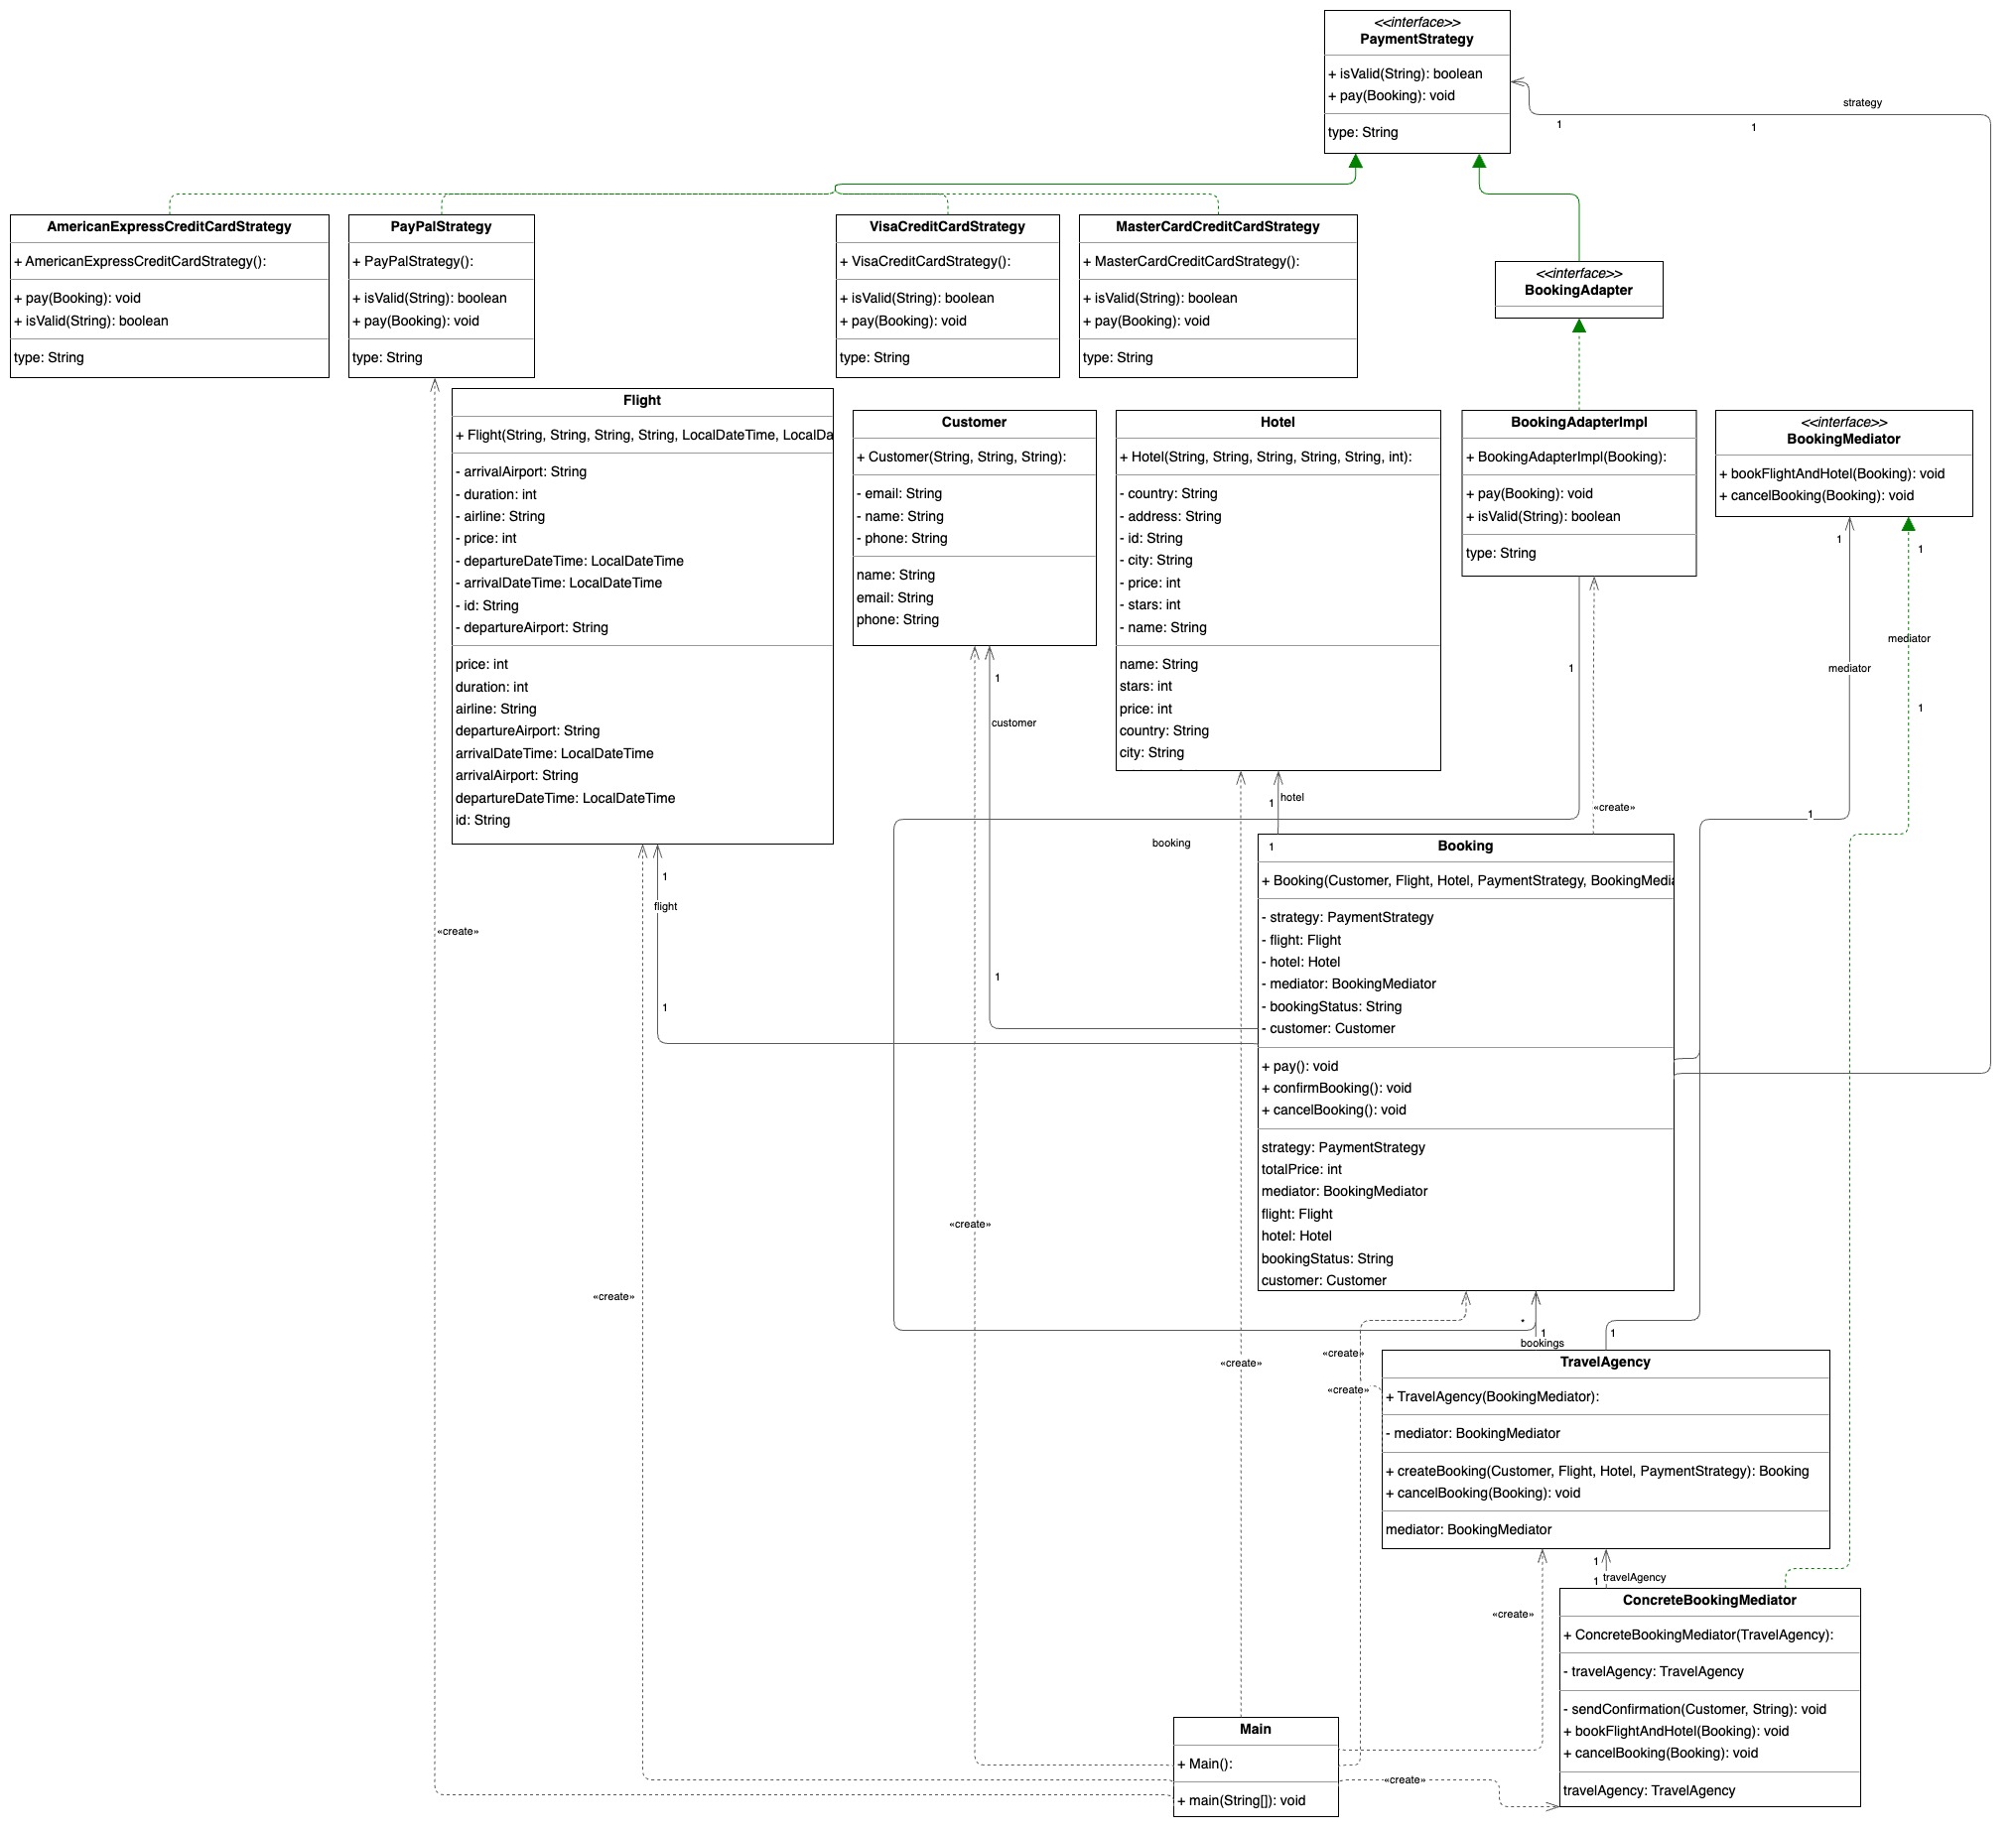 <<interface>>
PaymentStrategy
+ isValid(String): boolean
+ pay(Booking): void
type: String
strategy
1
1
AmericanExpressCreditCardStrategy
+ AmericanExpressCreditCardStrategy():
+ pay(Booking): void
+ isValid(String): boolean
type: String
PayPalStrategy
+ PayPalStrategy():
+ isValid(String): boolean
+ pay(Booking): void
type: String
VisaCreditCardStrategy
+ VisaCreditCardStrategy():
+ isValid(String): boolean
+ pay(Booking): void
type: String
MasterCardCreditCardStrategy
+ MasterCardCreditCardStrategy():
+ isValid(String): boolean
+ pay(Booking): void
type: String
<<interface>>
BookingAdapter
Flight
+ Flight(String, String, String, String, LocalDateTime, LocalDa
- arrivalAirport: String
- duration: int
- airline: String
- price: int
- departureDateTime: LocalDateTime
- arrivalDateTime: LocalDateTime
- id: String
- departureAirport: String
price: int
duration: int
airline: String
departureAirport: String
arrivalDateTime: LocalDateTime
arrivalAirport: String
departureDateTime: LocalDateTime
id: String
Customer
+ Customer(String, String, String):
- email: String
- name: String
- phone: String
name: String
email: String
phone: String
Hotel
+ Hotel(String, String, String, String, String, int):
- country: String
- address: String
- id: String
- city: String
- price: int
- stars: int
- name: String
name: String
stars: int
price: int
country: String
city: String
BookingAdapterImpl
+ BookingAdapterImpl(Booking):
+ pay(Booking): void
+ isValid(String): boolean
type: String
<<interface>>
BookingMediator
+ bookFlightAndHotel(Booking): void
+ cancelBooking(Booking): void
1
1
mediator
mediator
1
1
1
1
customer
1
hotel
1
booking
«create»
1
1
flight
1
«create»
1
Booking
+ Booking(Customer, Flight, Hotel, PaymentStrategy, BookingMedia
- strategy: PaymentStrategy
- flight: Flight
- hotel: Hotel
- mediator: BookingMediator
- bookingStatus: String
- customer: Customer
+ pay(): void
+ confirmBooking(): void
+ cancelBooking(): void
strategy: PaymentStrategy
totalPrice: int
mediator: BookingMediator
flight: Flight
hotel: Hotel
bookingStatus: String
customer: Customer
«create»
«create»
«create»
«create»
«create»
*
1
bookings
1
TravelAgency
+ TravelAgency(BookingMediator):
- mediator: BookingMediator
+ createBooking(Customer, Flight, Hotel, PaymentStrategy): Booking
+ cancelBooking(Booking): void
mediator: BookingMediator
1
1
travelAgency
«create»
ConcreteBookingMediator
+ ConcreteBookingMediator(TravelAgency):
- travelAgency: TravelAgency
- sendConfirmation(Customer, String): void
+ bookFlightAndHotel(Booking): void
+ cancelBooking(Booking): void
travelAgency: TravelAgency
Main
+ Main():
+ main(String[]): void
«create»